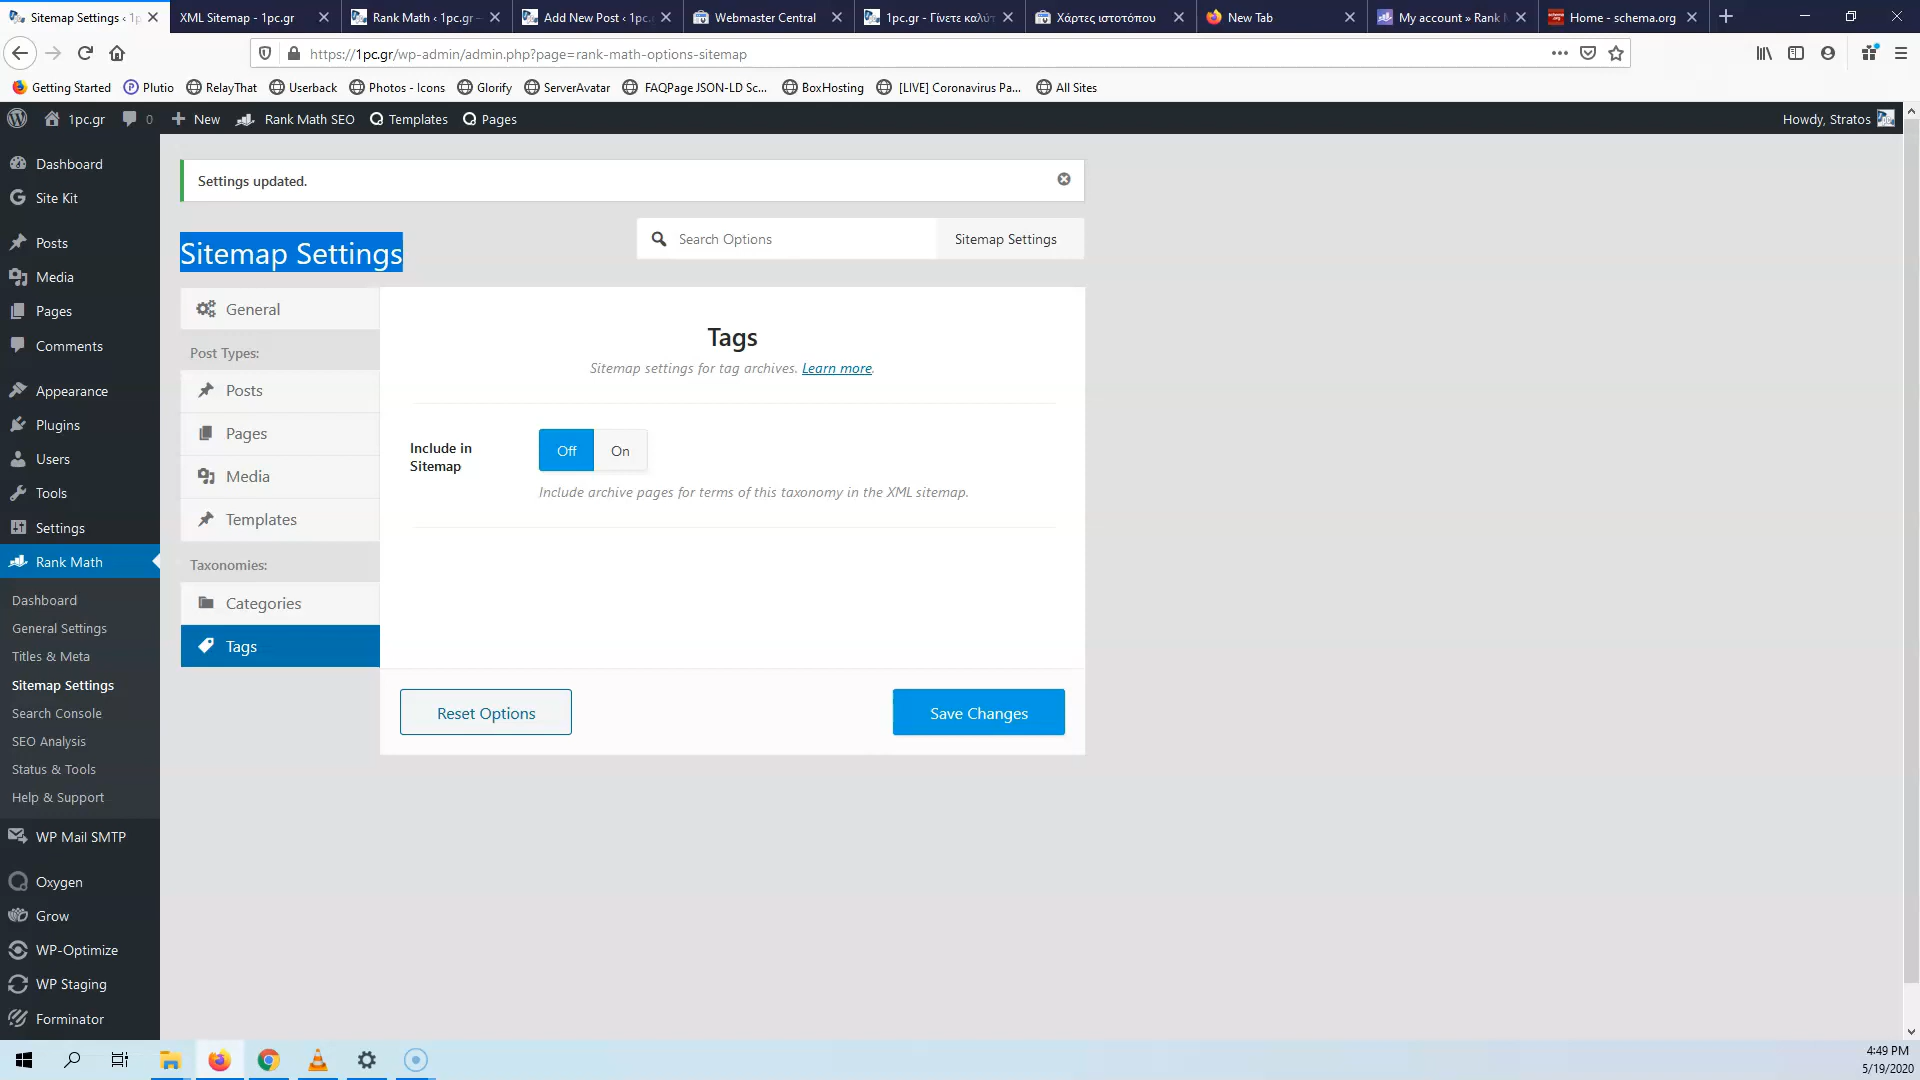 Sitemap Settings ‹ 1p
XML Sitemap - 1pc.gr
Rank Math ‹ 1pc.gr —
Add New Post ‹ 1pc.
Webmaster Central
1pc.gr - Γίνετε καλύτ
Χάρτες ιστοτόπου
New Tab
My account » Rank M
Home - schema.org
https://1pc.gr/wp-admin/admin.php?page=rank-math-options-sitemap
Getting Started
Plutio
RelayThat
Userback
Photos - Icons
Glorify
ServerAvatar
FAQPage JSON-LD Sc...
BoxHosting
[LIVE] Coronavirus Pa...
All Sites
1pc.gr
0
New
Rank Math SEO
Templates
Pages
Howdy, Stratos
Dashboard
Site Kit
Posts
Media
Pages
Comments
Appearance
Plugins
Users
Tools
Settings
Rank Math
Dashboard
General Settings
Titles & Meta
Sitemap Settings
Search Console
SEO Analysis
Status & Tools
Help & Support
WP Mail SMTP
Oxygen
Grow
WP-Optimize
WP Staging
Forminator
Settings updated.
Sitemap Settings
Search Options
Sitemap Settings
General
Post Types:
Posts
Pages
Media
Templates
Taxonomies:
Categories
Tags
Tags
Sitemap settings for tag archives. Learn more.
Include in
Sitemap
Off
On
Include archive pages for terms of this taxonomy in the XML sitemap.
Reset Options
Save Changes
4:49 PM
5/19/2020